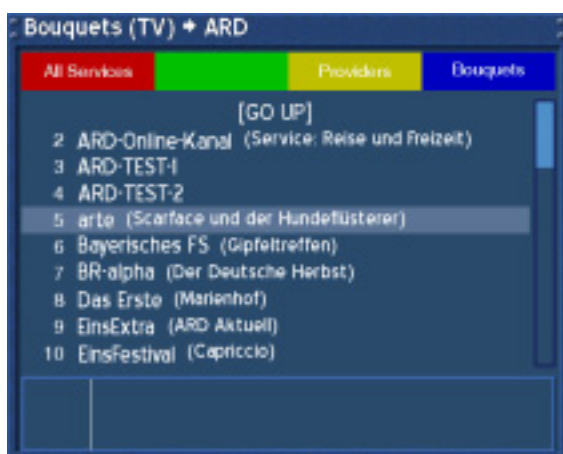 Bouquets (TV) → ARD
All Services Providers Bouquets
[GO UP]
2 ARD-Online-Kanal (Service: Reise und Freizeit)
3 ARD-TEST-1
4 ARD-TEST-2
5 arte (Scarface und der Hundeflüsterer)
6 Bayerisches FS (Gipfeltreffen)
7 BR-alpha (Der Deutsche Herbst)
8 Das Erste (Marienhof)
9 EinsExtra (ARD Aktuell)
10 EinsFestival (Capriccio)